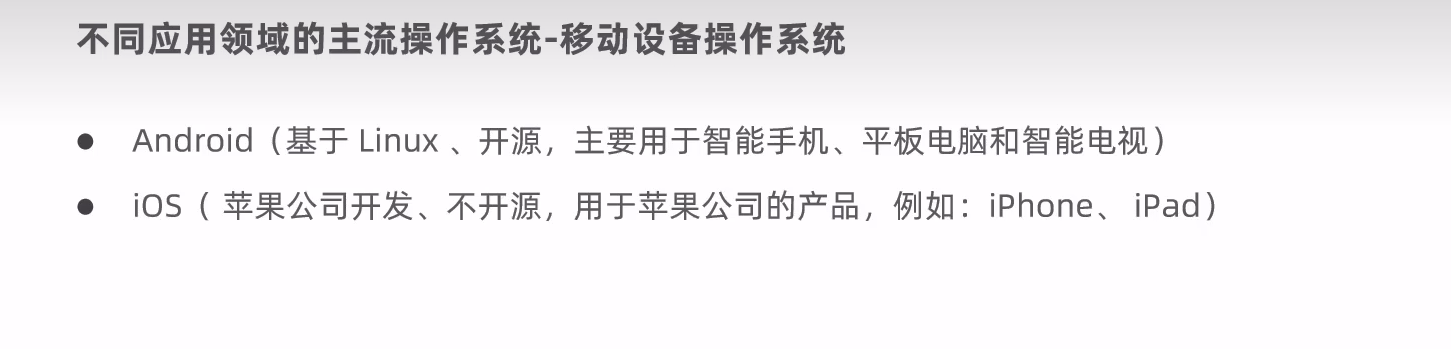 不同应用领域的主流操作系统-移动设备操作系统
● Android（基于 Linux 、开源，主要用于智能手机、平板电脑和智能电视）
● iOS（ 苹果公司开发、不开源，用于苹果公司的产品，例如：iPhone、 iPad）